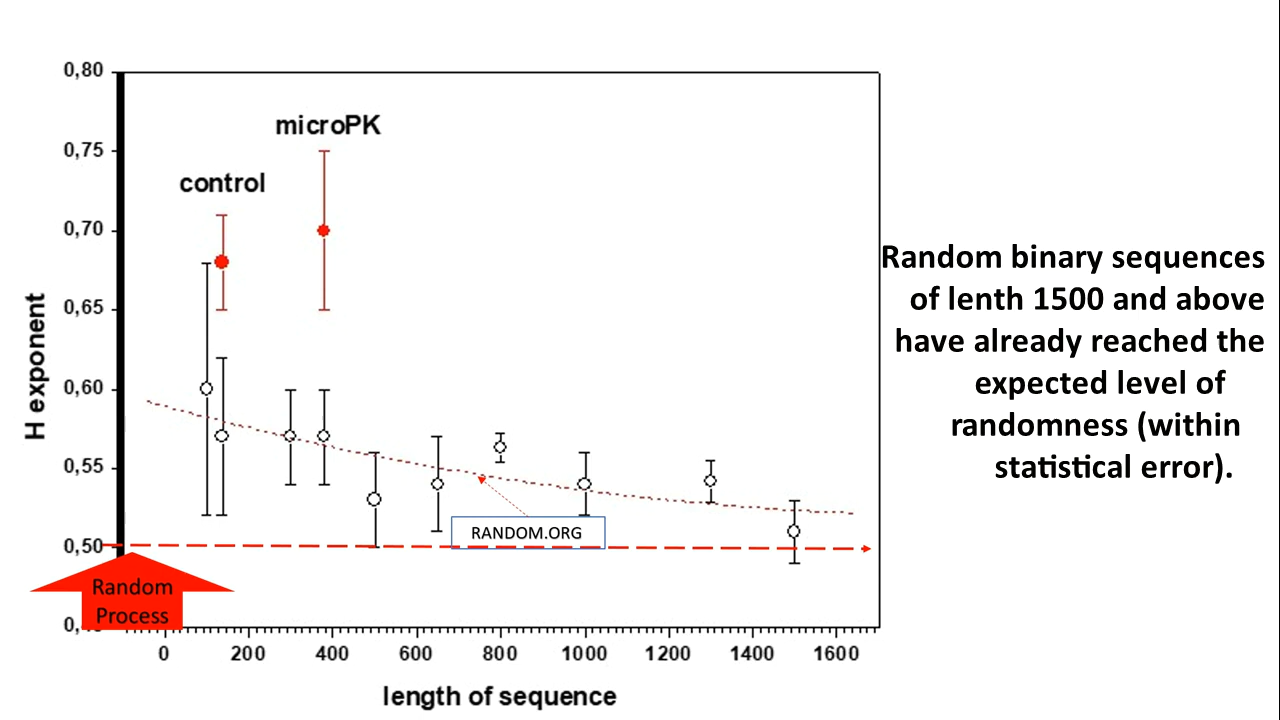 0,80
microPK
0,75
control
0,70
0,65
H exponent
0,60
0,55
RANDOM.ORG
0,50
Random
Process
0,
0 200 400 600 800 1000 1200 1400 1600
length of sequence
Random binary sequences
of lenth 1500 and above
have already reached the
expected level of
randomness (within
statistical error).